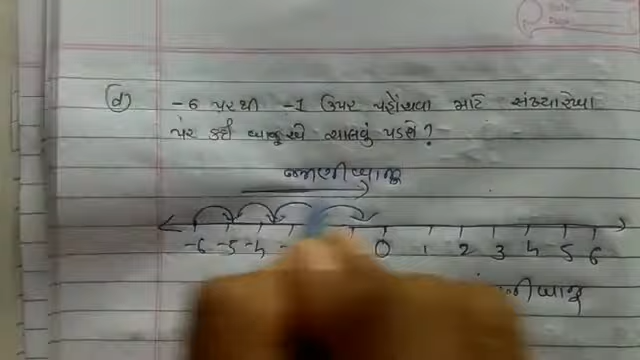 (d) -6 પરથી -1 ઉપર પહોંચવા માટે સંખ્યારેખા
પર કઈ બાજુએ ચાલવું પડશે?
જમણીબાજુ
-6 -5 -4 - 0 1 2 3 4 5 6
બાજુ